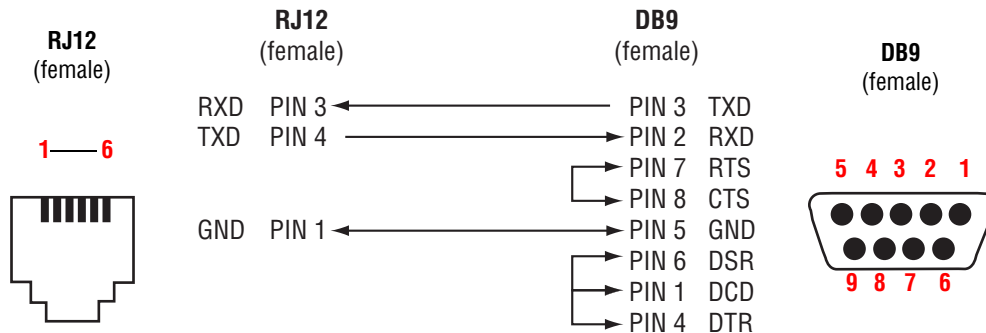 RJ12
(female)
1 6
RJ12
(female)
DB9
(female)
RXD PIN 3 PIN 3 TXD
TXD PIN 4 PIN 2 RXD
PIN 7 RTS
PIN 8 CTS
GND PIN 1 PIN 5 GND
PIN 6 DSR
PIN 1 DCD
PIN 4 DTR
DB9
(female)
5 4 3 2 1
9 8 7 6